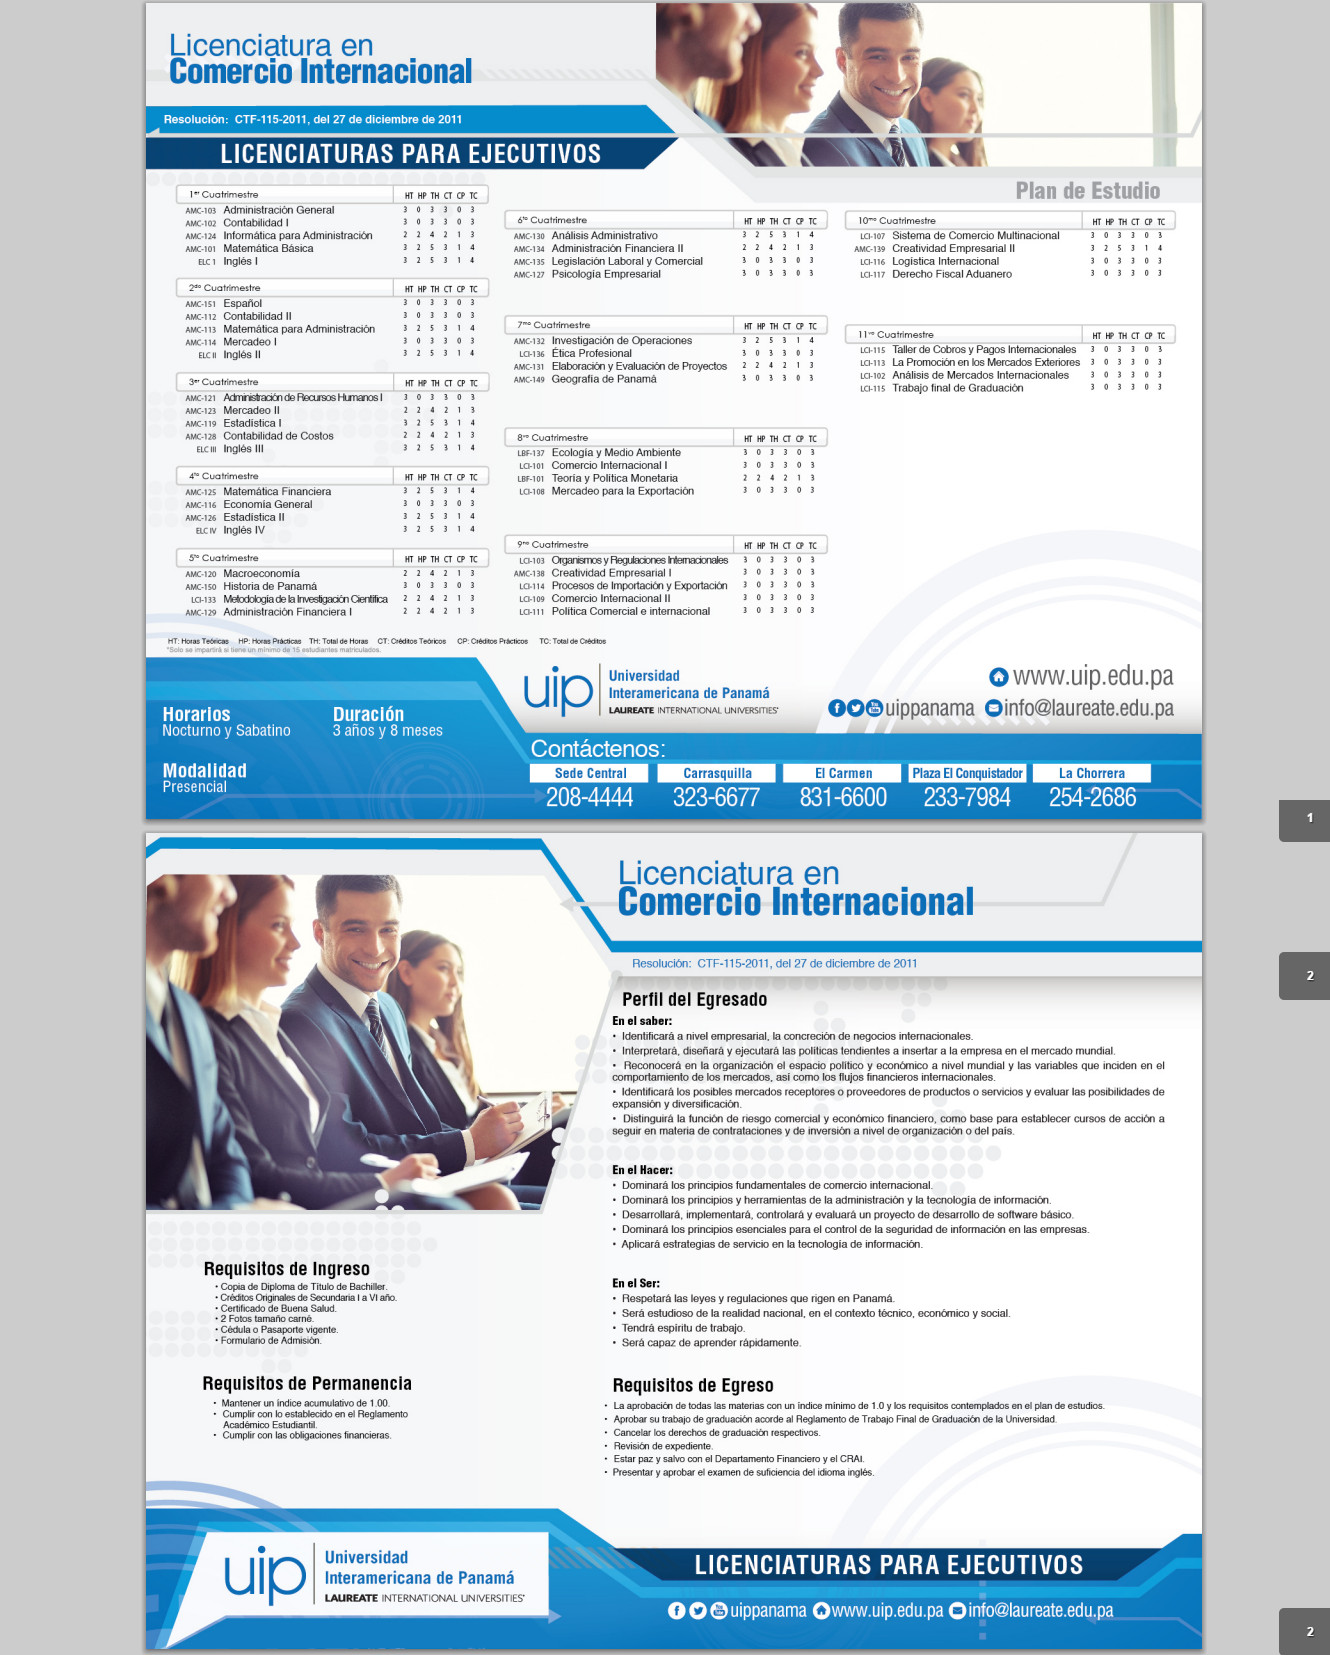 Licenciatura en
Comercio Internacional
Resolución: CTF-115-2011, del 27 de diciembre de 2011
LICENCIATURAS PARA EJECUTIVOS
Plan de Estudio
1er Cuatrimestre HT HP TH CT CP TC
AMC-103 Administración General 3 0 3 3 0 3
AMC-102 Contabilidad I 3 0 3 3 0 3
AMC-124 Informática para Administración 2 2 4 2 1 3
AMC-101 Matemática Básica 3 2 5 3 1 4
ELC 1 Inglés I 3 2 5 3 1 4
2do Cuatrimestre HT HP TH CT CP TC
AMC-151 Español 3 0 3 3 0 3
AMC-112 Contabilidad II 3 0 3 3 0 3
AMC-113 Matemática para Administración 3 2 5 3 1 4
AMC-114 Mercadeo I 3 0 3 3 0 3
ELC II Inglés II 3 2 5 3 1 4
3er Cuatrimestre HT HP TH CT CP TC
AMC-121 Administración de Recursos Humanos I 3 0 3 3 0 3
AMC-123 Mercadeo II 2 2 4 2 1 3
AMC-119 Estadística I 3 2 5 3 1 4
AMC-128 Contabilidad de Costos 2 2 4 2 1 3
ELC III Inglés III 3 2 5 3 1 4
4to Cuatrimestre HT HP TH CT CP TC
AMC-125 Matemática Financiera 3 2 5 3 1 4
AMC-116 Economía General 3 0 3 3 0 3
AMC-126 Estadística II 3 2 5 3 1 4
ELC IV Inglés IV 3 2 5 3 1 4
5to Cuatrimestre HT HP TH CT CP TC
AMC-120 Macroeconomía 2 2 4 2 1 3
AMC-150 Historia de Panamá 3 0 3 3 0 3
LCI-133 Metodología de la Investigación Científica 2 2 4 2 1 3
AMC-129 Administración Financiera I 2 2 4 2 1 3
6to Cuatrimestre HT HP TH CT CP TC
AMC-130 Análisis Administrativo 3 2 5 3 1 4
AMC-134 Administración Financiera II 2 2 4 2 1 3
AMC-135 Legislación Laboral y Comercial 3 0 3 3 0 3
AMC-127 Psicología Empresarial 3 0 3 3 0 3
7mo Cuatrimestre HT HP TH CT CP TC
AMC-132 Investigación de Operaciones 3 2 5 3 1 4
LCI-136 Ética Profesional 3 0 3 3 0 3
AMC-131 Elaboración y Evaluación de Proyectos 2 2 4 2 1 3
AMC-149 Geografía de Panamá 3 0 3 3 0 3
8vo Cuatrimestre HT HP TH CT CP TC
LBF-137 Ecología y Medio Ambiente 3 0 3 3 0 3
LCI-101 Comercio Internacional I 3 0 3 3 0 3
LBF-101 Teoría y Política Monetaria 2 2 4 2 1 3
LCI-108 Mercadeo para la Exportación 3 0 3 3 0 3
9no Cuatrimestre HT HP TH CT CP TC
LCI-103 Organismos y Regulaciones Internacionales 3 0 3 3 0 3
AMC-138 Creatividad Empresarial I 3 0 3 3 0 3
LCI-114 Procesos de Importación y Exportación 3 0 3 3 0 3
LCI-109 Comercio Internacional II 3 0 3 3 0 3
LCI-111 Política Comercial e internacional 3 0 3 3 0 3
10mo Cuatrimestre HT HP TH CT CP TC
LCI-107 Sistema de Comercio Multinacional 3 0 3 3 0 3
AMC-139 Creatividad Empresarial II 3 2 5 3 1 4
LCI-116 Logística Internacional 3 0 3 3 0 3
LCI-117 Derecho Fiscal Aduanero 3 0 3 3 0 3
11vo Cuatrimestre HT HP TH CT CP TC
LCI-115 Taller de Cobros y Pagos Internacionales 3 0 3 3 0 3
LCI-113 La Promoción en los Mercados Exteriores 3 0 3 3 0 3
LCI-102 Análisis de Mercados Internacionales 3 0 3 3 0 3
LCI-115 Trabajo final de Graduación 3 0 3 3 0 3
HT: Horas Teóricas HP: Horas Prácticas TH: Total de Horas CT: Créditos Teóricos CP: Créditos Prácticos TC: Total de Créditos
*Solo se impartirá si tiene un mínimo de 15 estudiantes matriculados.
Horarios
Nocturno y Sabatino
Duración
3 años y 8 meses
Modalidad
Presencial
uip Universidad
Interamericana de Panamá
LAUREATE INTERNATIONAL UNIVERSITIES®
www.uip.edu.pa
uippanama info@laureate.edu.pa
Contáctenos:
Sede Central Carrasquilla El Carmen Plaza El Conquistador La Chorrera
208-4444 323-6677 831-6600 233-7984 254-2686
1
Licenciatura en
Comercio Internacional
Resolución: CTF-115-2011, del 27 de diciembre de 2011
2
Perfil del Egresado
En el saber:
• Identificará a nivel empresarial, la concreción de negocios internacionales.
• Interpretará, diseñará y ejecutará las políticas tendientes a insertar a la empresa en el mercado mundial.
• Reconocerá en la organización el espacio político y económico a nivel mundial y las variables que inciden en el
comportamiento de los mercados, así como los flujos financieros internacionales.
• Identificará los posibles mercados receptores o proveedores de productos o servicios y evaluar las posibilidades de
expansión y diversificación.
• Distinguirá la función de riesgo comercial y económico financiero, como base para establecer cursos de acción a
seguir en materia de contrataciones y de inversión a nivel de organización o del país.
En el Hacer:
• Dominará los principios fundamentales de comercio internacional.
• Dominará los principios y herramientas de la administración y la tecnología de información.
• Desarrollará, implementará, controlará y evaluará un proyecto de desarrollo de software básico.
• Dominará los principios esenciales para el control de la seguridad de información en las empresas.
• Aplicará estrategias de servicio en la tecnología de información.
En el Ser:
• Respetará las leyes y regulaciones que rigen en Panamá.
• Será estudioso de la realidad nacional, en el contexto técnico, económico y social.
• Tendrá espíritu de trabajo.
• Será capaz de aprender rápidamente.
Requisitos de Ingreso
• Copia de Diploma de Título de Bachiller.
• Créditos Originales de Secundaria I a VI año.
• Certificado de Buena Salud.
• 2 Fotos tamaño carné.
• Cédula o Pasaporte vigente.
• Formulario de Admisión.
Requisitos de Permanencia
• Mantener un índice acumulativo de 1.00.
• Cumplir con lo establecido en el Reglamento
Académico Estudiantil.
• Cumplir con las obligaciones financieras.
Requisitos de Egreso
• La aprobación de todas las materias con un índice mínimo de 1.0 y los requisitos contemplados en el plan de estudios.
• Aprobar su trabajo de graduación acorde al Reglamento de Trabajo Final de Graduación de la Universidad.
• Cancelar los derechos de graduación respectivos.
• Revisión de expediente.
• Estar paz y salvo con el Departamento Financiero y el CRAI.
• Presentar y aprobar el examen de suficiencia del idioma inglés.
uip Universidad
Interamericana de Panamá
LAUREATE INTERNATIONAL UNIVERSITIES®
LICENCIATURAS PARA EJECUTIVOS
uippanama www.uip.edu.pa info@laureate.edu.pa
2